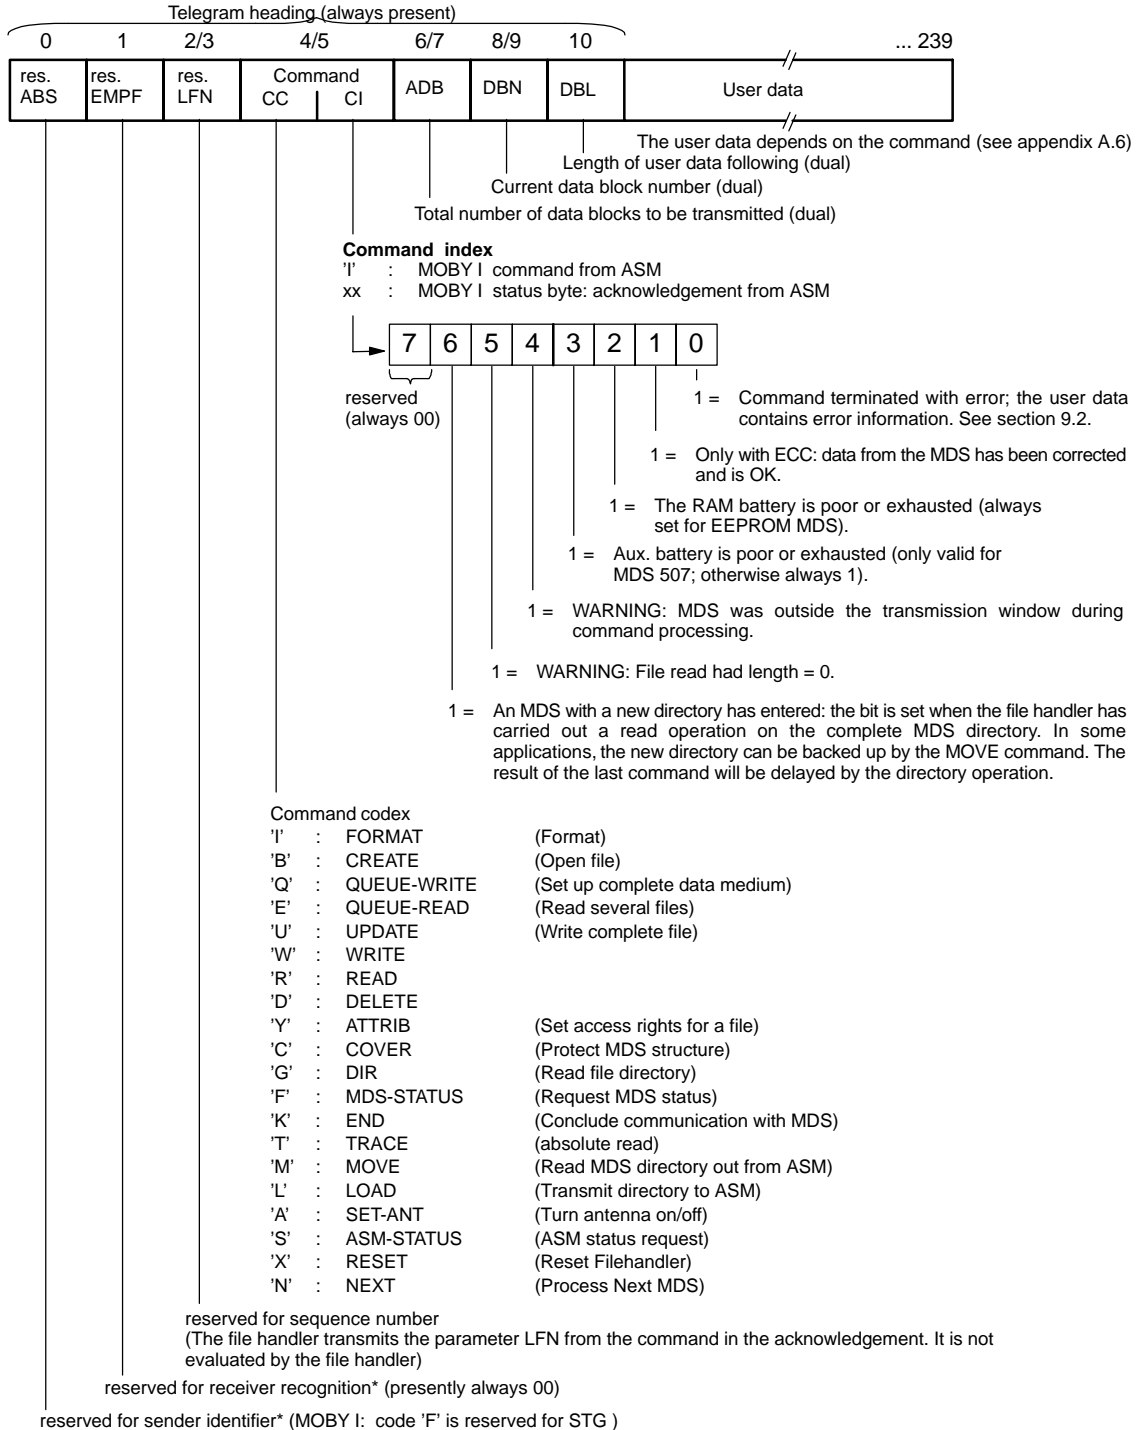 Telegram heading (always present)
0 1 2/3 4/5 6/7 8/9 10 ... 239
res. ABS
res. EMPF
res. LFN
Command
CC CI
ADB
DBN
DBL
User data
The user data depends on the command (see appendix A.6)
Length of user data following (dual)
Current data block number (dual)
Total number of data blocks to be transmitted (dual)
Command index
’I’ : MOBY I command from ASM
xx : MOBY I status byte: acknowledgement from ASM
7 6 5 4 3 2 1 0
reserved
(always 00)
1 = Command terminated with error; the user data
contains error information. See section 9.2.
1 = Only with ECC: data from the MDS has been corrected
and is OK.
1 = The RAM battery is poor or exhausted (always
set for EEPROM MDS).
1 = Aux. battery is poor or exhausted (only valid for
MDS 507; otherwise always 1).
1 = WARNING: MDS was outside the transmission window during
command processing.
1 = WARNING: File read had length = 0.
1 = An MDS with a new directory has entered: the bit is set when the file handler has
carried out a read operation on the complete MDS directory. In some
applications, the new directory can be backed up by the MOVE command. The
result of the last command will be delayed by the directory operation.
Command codex
’I’ : FORMAT (Format)
’B’ : CREATE (Open file)
’Q’ : QUEUE-WRITE (Set up complete data medium)
’E’ : QUEUE-READ (Read several files)
’U’ : UPDATE (Write complete file)
’W’ : WRITE
’R’ : READ
’D’ : DELETE
’Y’ : ATTRIB (Set access rights for a file)
’C’ : COVER (Protect MDS structure)
’G’ : DIR (Read file directory)
’F’ : MDS-STATUS (Request MDS status)
’K’ : END (Conclude communication with MDS)
’T’ : TRACE (absolute read)
’M’ : MOVE (Read MDS directory out from ASM)
’L’ : LOAD (Transmit directory to ASM)
’A’ : SET-ANT (Turn antenna on/off)
’S’ : ASM-STATUS (ASM status request)
’X’ : RESET (Reset Filehandler)
’N’ : NEXT (Process Next MDS)
reserved for sequence number
(The file handler transmits the parameter LFN from the command in the acknowledgement. It is not
evaluated by the file handler)
reserved for receiver recognition* (presently always 00)
reserved for sender identifier* (MOBY I: code ’F’ is reserved for STG )